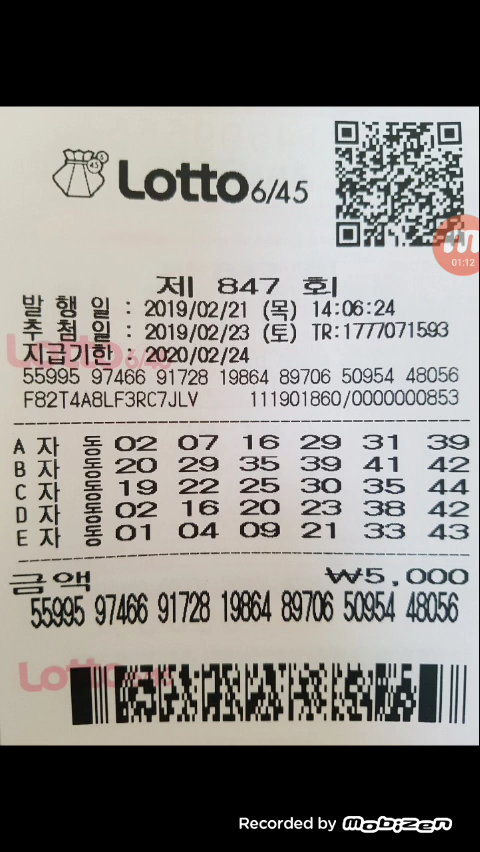 Lotto 6/45
01:12
제 847 회
발 행 일 : 2019/02/21 (목) 14:06:24
추 첨 일 : 2019/02/23 (토) TR:1777071593
지급기한 : 2020/02/24
55995 97466 91728 19864 89706 50954 48056
F82T4A8LF3RC7JLV 111901860/0000000853
A 자 동 02 07 16 29 31 39
B 자 동 20 29 35 39 41 42
C 자 동 19 22 25 30 35 44
D 자 동 02 16 20 23 38 42
E 자 동 01 04 09 21 33 43
금액 ₩5,000
55995 97466 91728 19864 89706 50954 48056
Lotto
Recorded by Mobizen